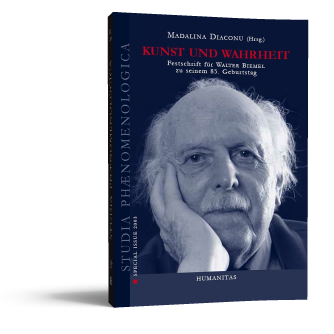 MADALINA DIACONU (Hrsg.)
KUNST UND WAHRHEIT
Festschrift für WALTER BIEMEL
zu seinem 85. Geburtstag
STUDIA PHÆNOMENOLOGICA
SPECIAL ISSUE 2003
HUMANITAS